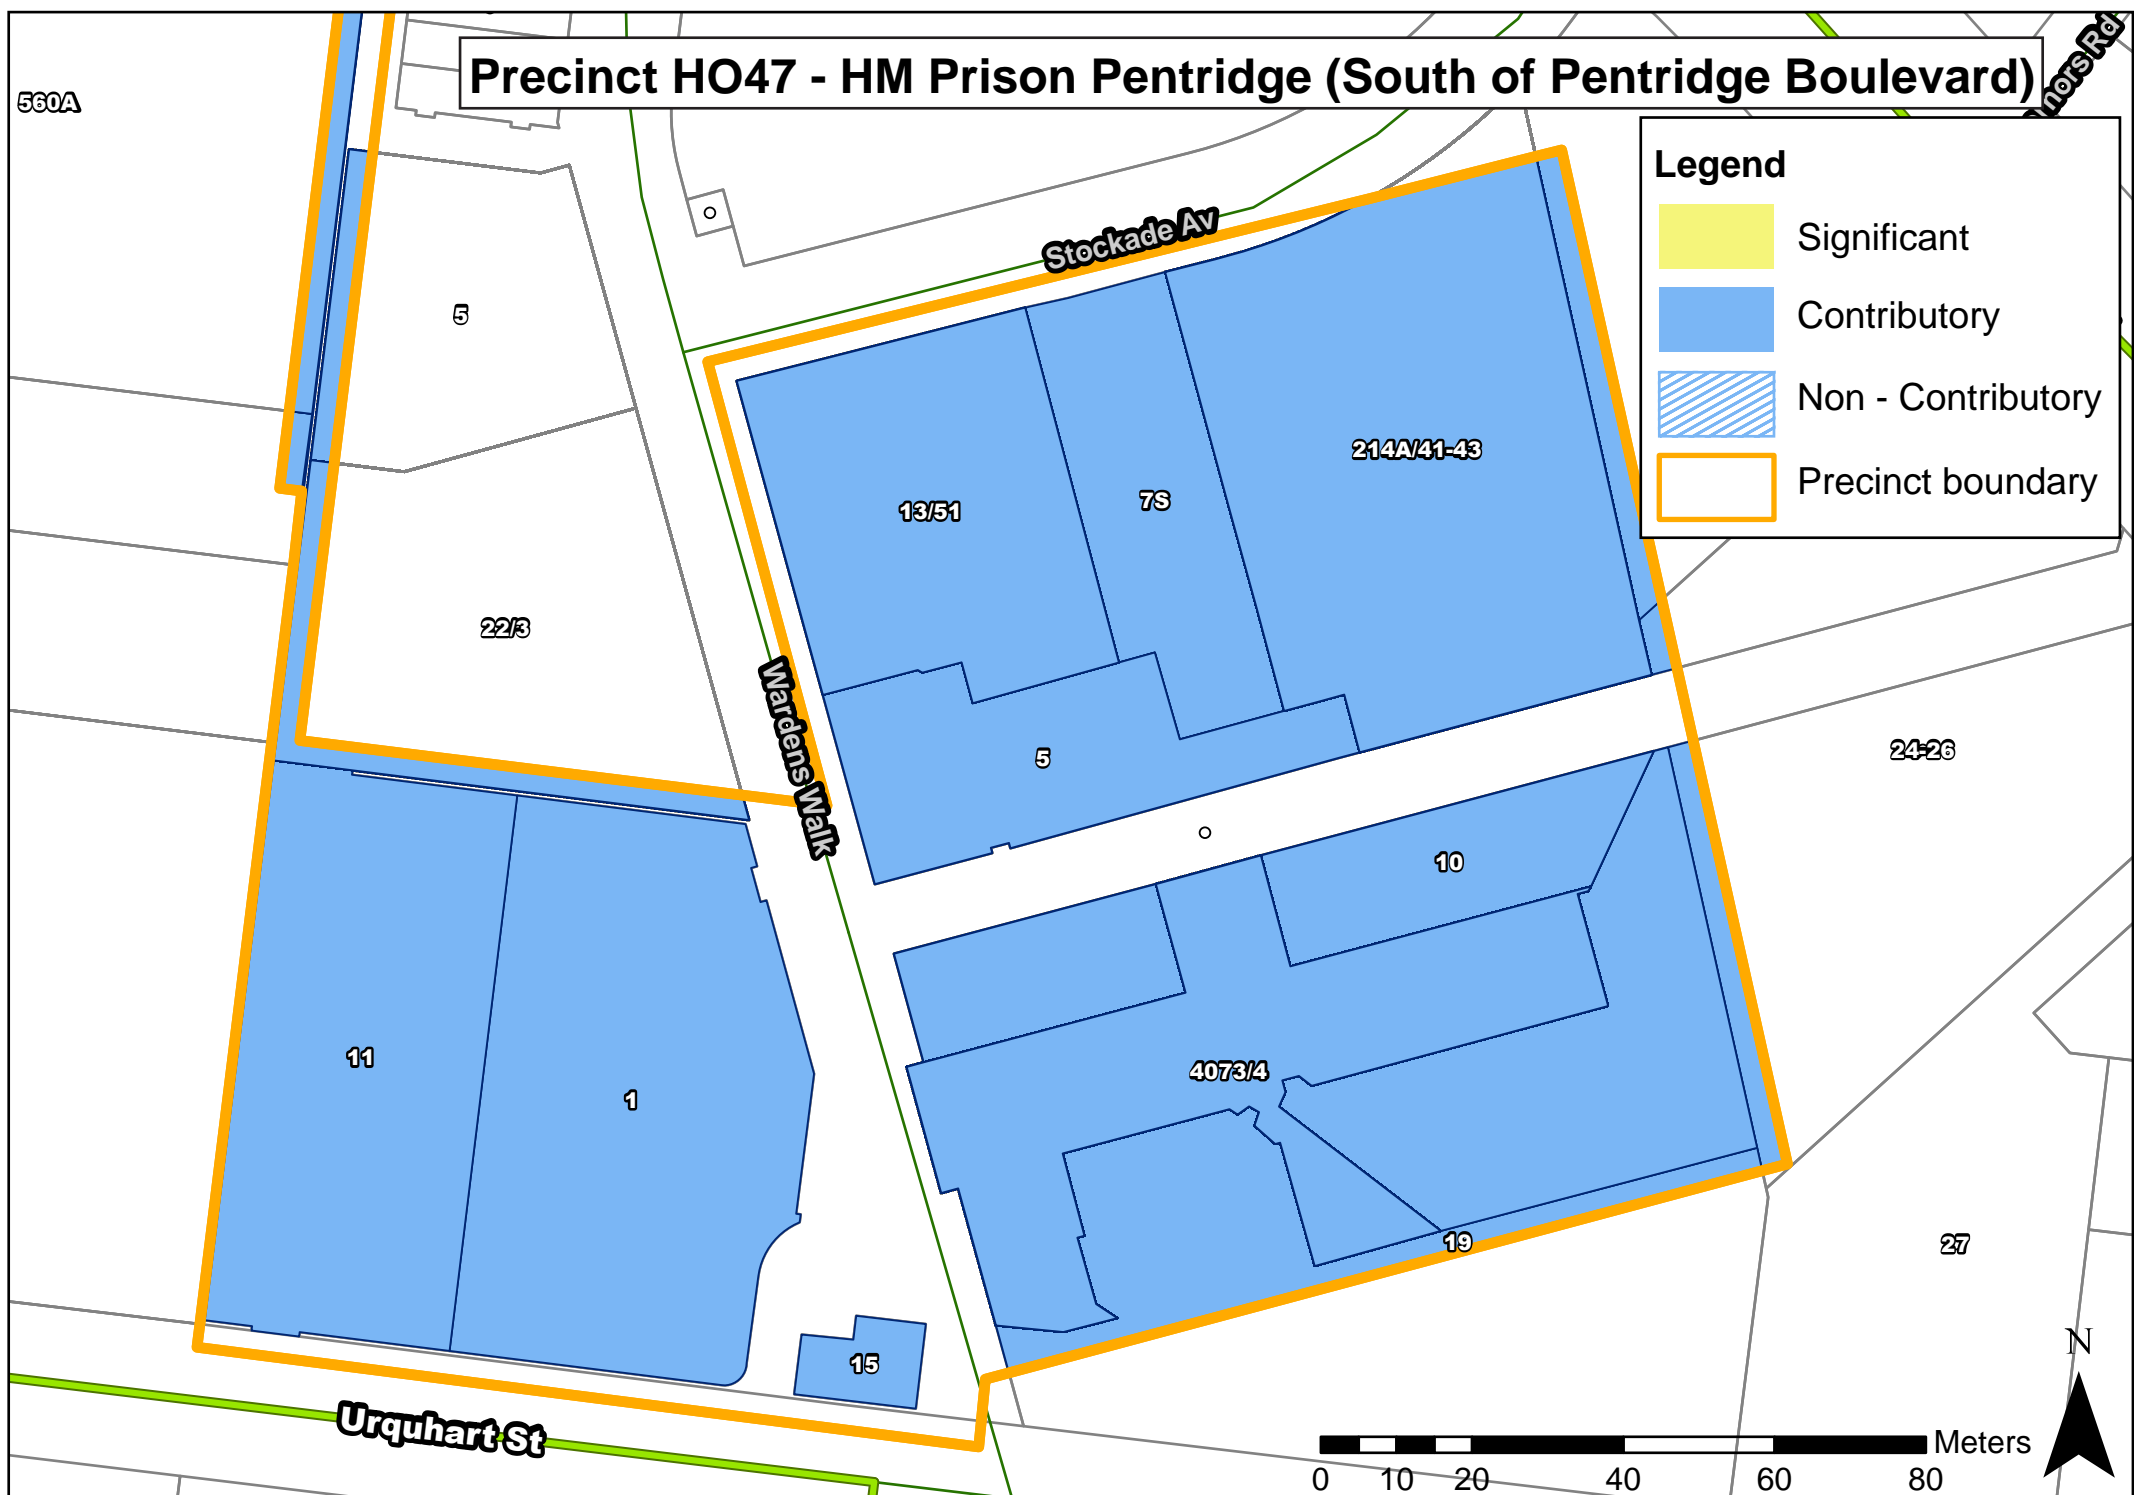 Precinct HO47 - HM Prison Pentridge (South of Pentridge Boulevard)
560A
Legend
Significant
Contributory
Non - Contributory
Precinct boundary
Stockade Av
5
214A/41-43
7S
13/51
22/3
Wardens Walk
5
24-26
10
11
1
4073/4
19
27
15
Urquhart St
N
Meters
0 10 20 40 60 80